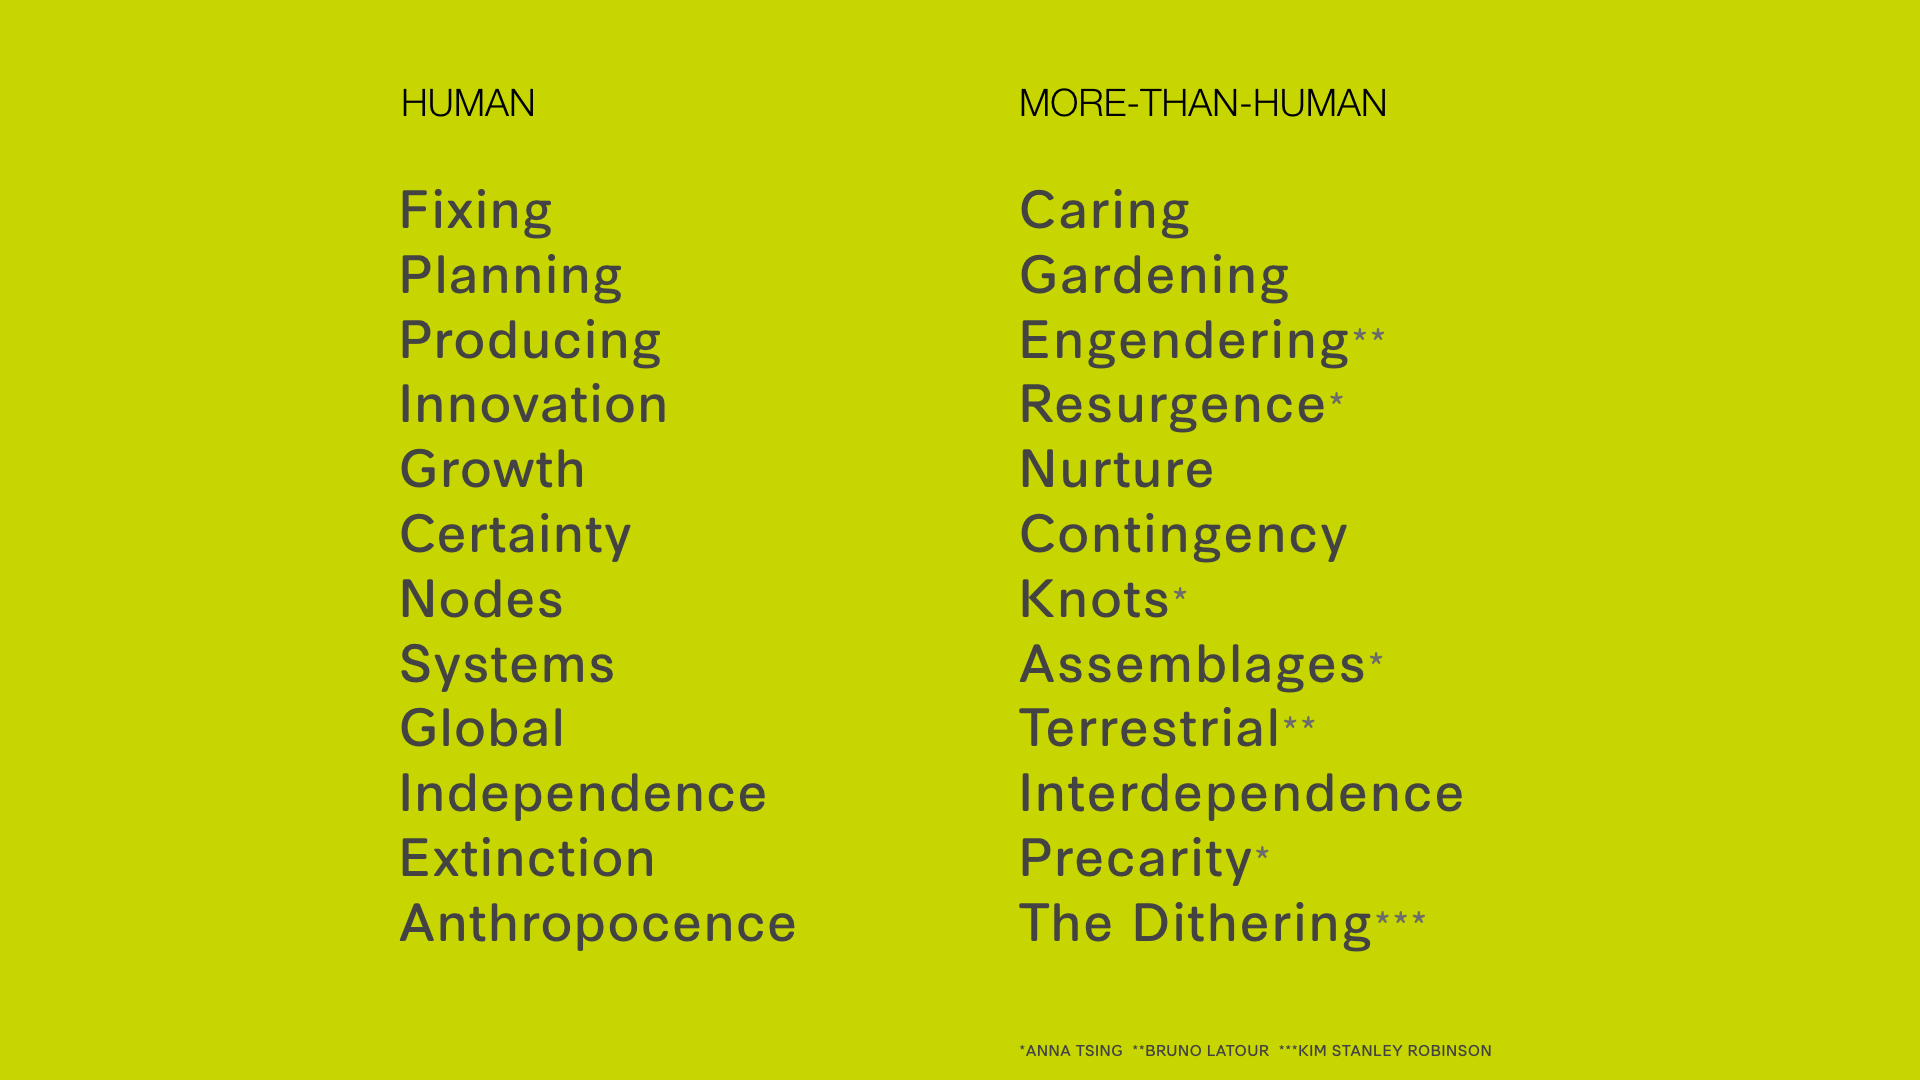 HUMAN
Fixing
Planning
Producing
Innovation
Growth
Certainty
Nodes
Systems
Global
Independence
Extinction
Anthropocence
MORE-THAN-HUMAN
Caring
Gardening
Engendering**
Resurgence*
Nurture
Contingency
Knots*
Assemblages*
Terrestrial**
Interdependence
Precarity*
The Dithering***
*ANNA TSING **BRUNO LATOUR ***KIM STANLEY ROBINSON